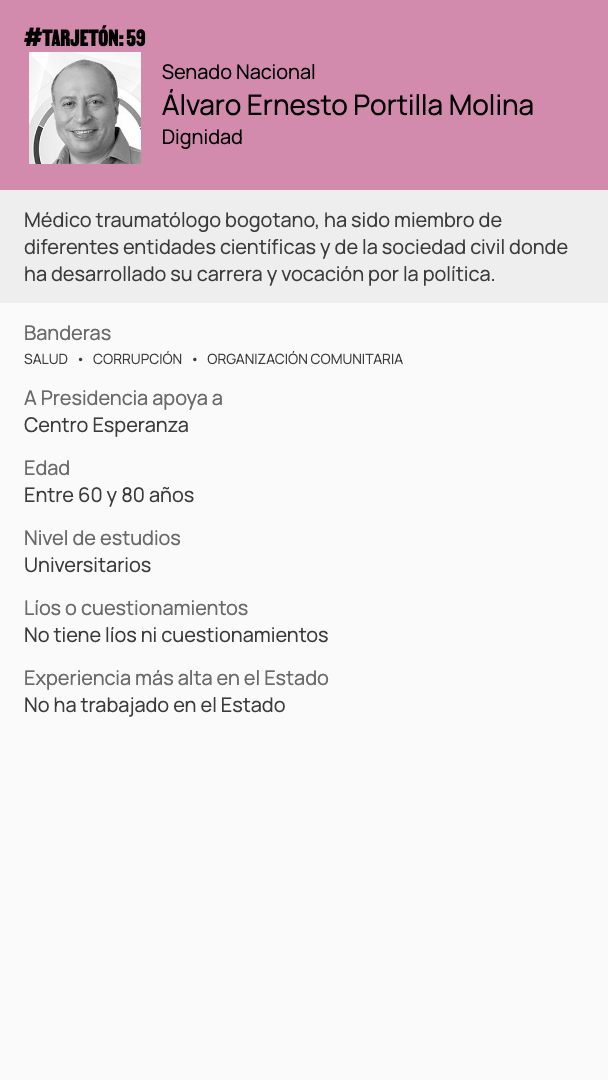 #TARJETÓN: 59
Senado Nacional
Álvaro Ernesto Portilla Molina
Dignidad
Médico traumatólogo bogotano, ha sido miembro de
diferentes entidades científicas y de la sociedad civil donde
ha desarrollado su carrera y vocación por la política.
Banderas
SALUD • CORRUPCIÓN • ORGANIZACIÓN COMUNITARIA
A Presidencia apoya a
Centro Esperanza
Edad
Entre 60 y 80 años
Nivel de estudios
Universitarios
Líos o cuestionamientos
No tiene líos ni cuestionamientos
Experiencia más alta en el Estado
No ha trabajado en el Estado